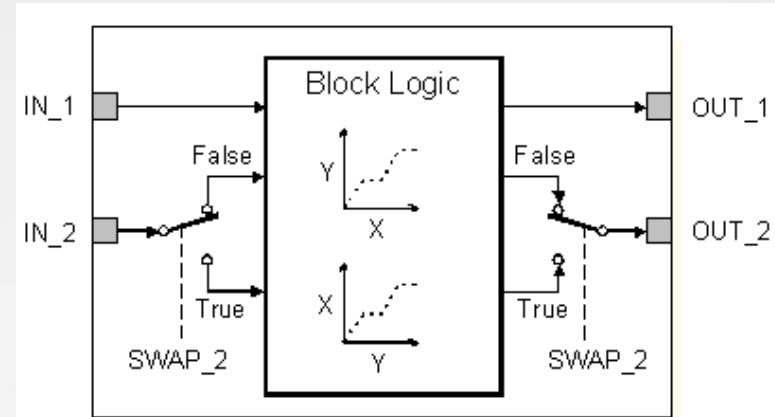 Block Logic
IN_1
OUT_1
False
False
Y
X
IN_2
OUT_2
True
True
X
Y
SWAP_2
SWAP_2